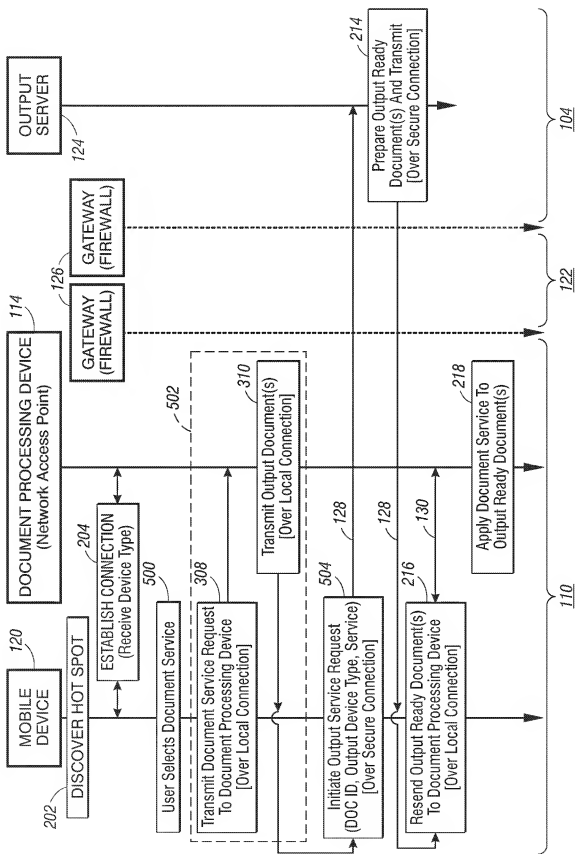 MOBILE
DEVICE
120
DOCUMENT PROCESSING DEVICE
(Network Access Point)
114
GATEWAY
(FIREWALL)
126
GATEWAY
(FIREWALL)
OUTPUT
SERVER
124
202
DISCOVER HOT SPOT
204
ESTABLISH CONNECTION
(Receive Device Type)
500
User Selects Document Service
502
308
Transmit Document Service Request
To Document Processing Device
[Over Local Connection]
310
Transmit Output Document(s)
[Over Local Connection]
504
Initiate Output Service Request
(DOC ID, Output Device Type, Service)
[Over Secure Connection]
128
214
Prepare Output Ready
Document(s) And Transmit
[Over Secure Connection]
128
216
Resend Output Ready Document(s)
To Document Processing Device
[Over Local Connection]
130
218
Apply Document Service To
Output Ready Document(s)
110
122
104